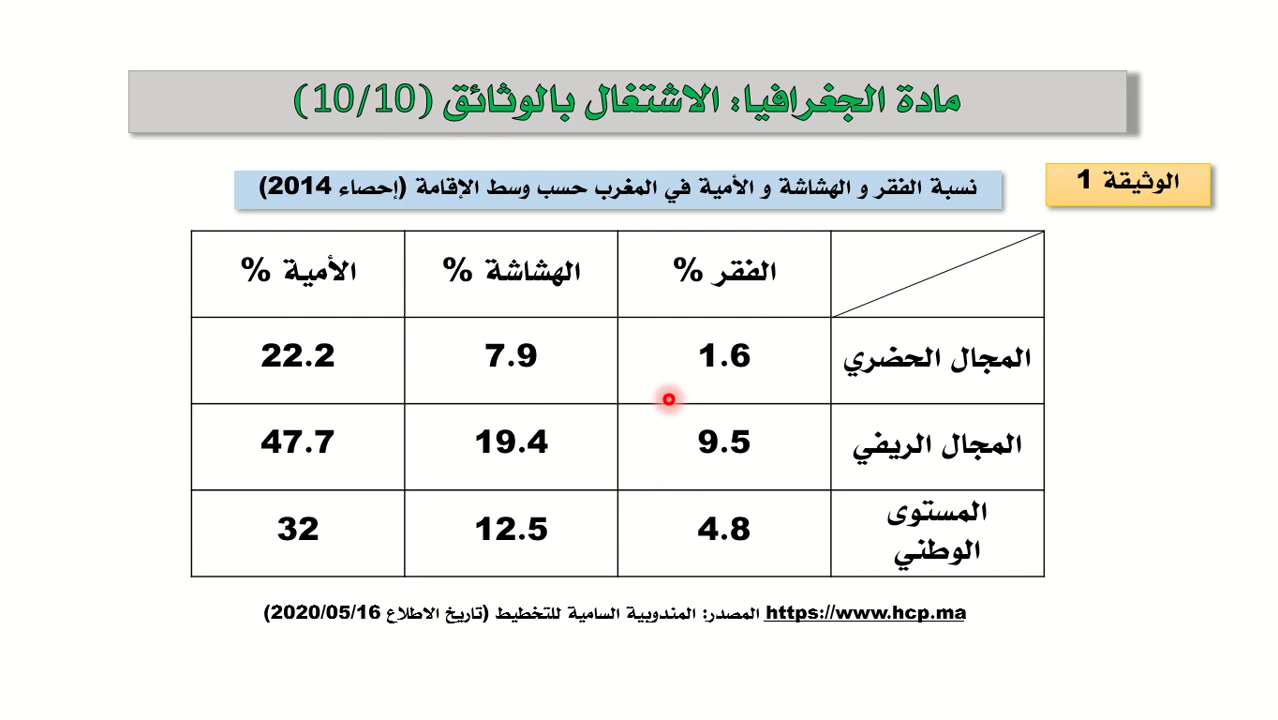 مادة الجغرافيا: الاشتغال بالوثائق (10/10)
الوثيقة 1
نسبة الفقر و الهشاشة و الأمية في المغرب حسب وسط الإقامة (إحصاء 2014)
الفقر % الهشاشة % الأمية %
المجال الحضري 1.6 7.9 22.2
المجال الريفي 9.5 19.4 47.7
المستوى الوطني 4.8 12.5 32
https://www.hcp.ma المصدر: المندوبية السامية للتخطيط (تاريخ الاطلاع 2020/05/16)